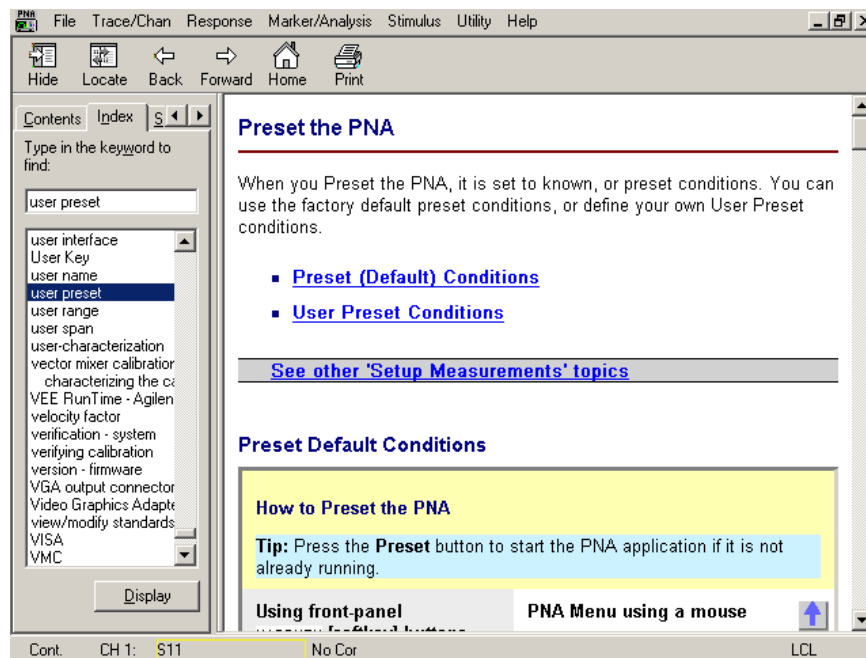 PNA File Trace/Chan Response Marker/Analysis Stimulus Utility Help
Hide Locate Back Forward Home Print
Contents Index S
Type in the keyword to
find:
user preset
user interface
User Key
user name
user preset
user range
user span
user-characterization
vector mixer calibration
characterizing the ca
VEE RunTime - Agilen
velocity factor
verification - system
verifying calibration
version - firmware
VGA output connector
Video Graphics Adapte
view/modify standards
VISA
VMC
Display
Preset the PNA
When you Preset the PNA, it is set to known, or preset conditions. You can
use the factory default preset conditions, or define your own User Preset
conditions.
Preset (Default) Conditions
User Preset Conditions
See other 'Setup Measurements' topics
Preset Default Conditions
How to Preset the PNA
Tip: Press the Preset button to start the PNA application if it is not
already running.
Using front-panel
PNA Menu using a mouse
[softkey] buttons
Cont. CH 1: S11 No Cor LCL